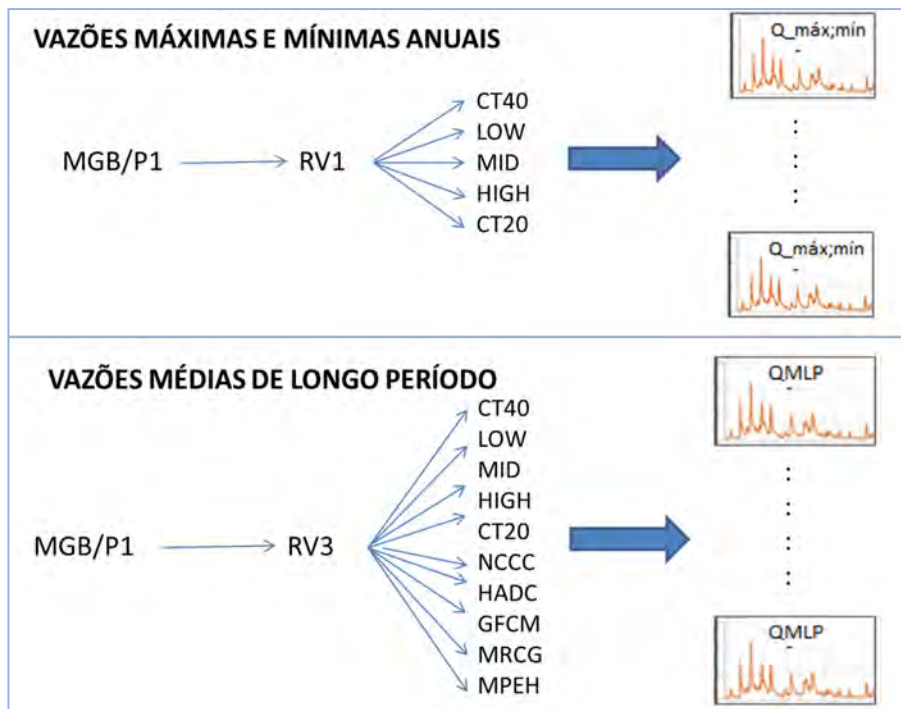 VAZÕES MÁXIMAS E MÍNIMAS ANUAIS
MGB/P1
RV1
CT40
LOW
MID
HIGH
CT20
Q_máx;mín
:
:
:
Q_máx;mín
VAZÕES MÉDIAS DE LONGO PERÍODO
MGB/P1
RV3
CT40
LOW
MID
HIGH
CT20
NCCC
HADC
GFCM
MRCG
MPEH
QMLP
:
:
:
:
QMLP